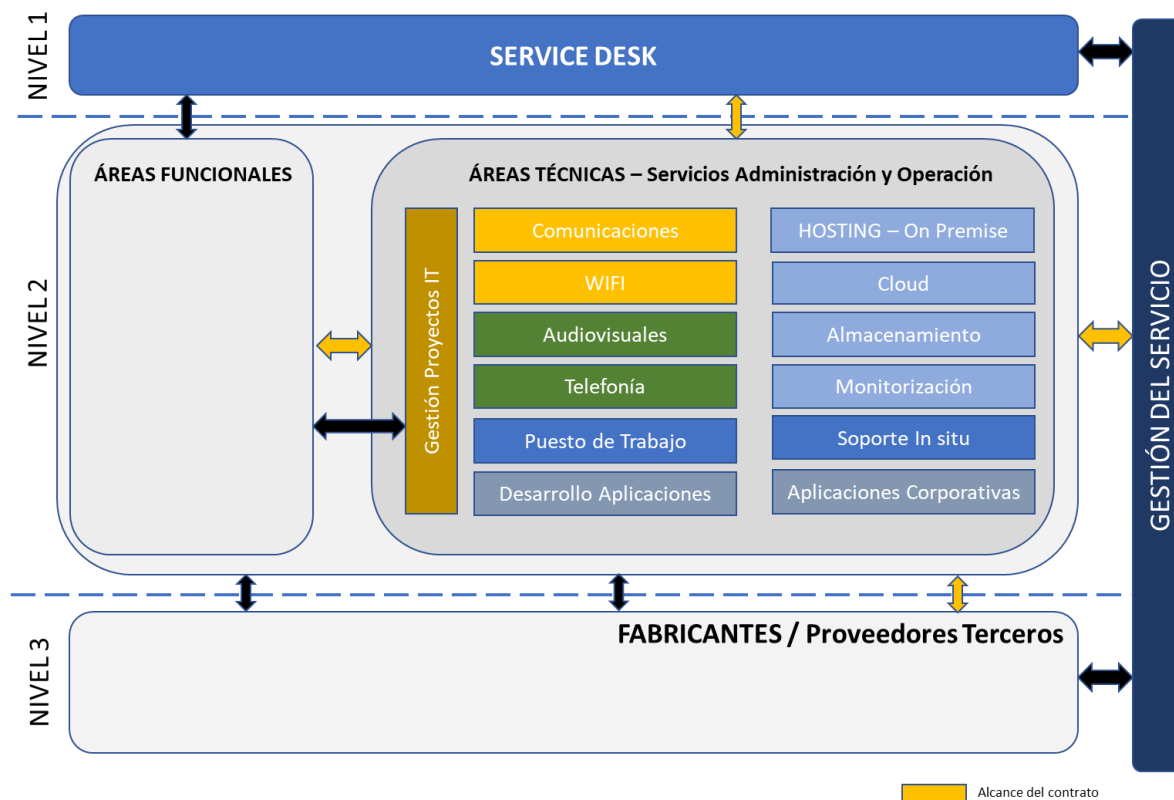 NIVEL 1
SERVICE DESK
NIVEL 2
ÁREAS FUNCIONALES
ÁREAS TÉCNICAS – Servicios Administración y Operación
Gestión Proyectos IT
Comunicaciones
HOSTING – On Premise
WIFI
Cloud
Audiovisuales
Almacenamiento
Telefonía
Monitorización
Puesto de Trabajo
Soporte In situ
Desarrollo Aplicaciones
Aplicaciones Corporativas
GESTIÓN DEL SERVICIO
NIVEL 3
FABRICANTES / Proveedores Terceros
Alcance del contrato